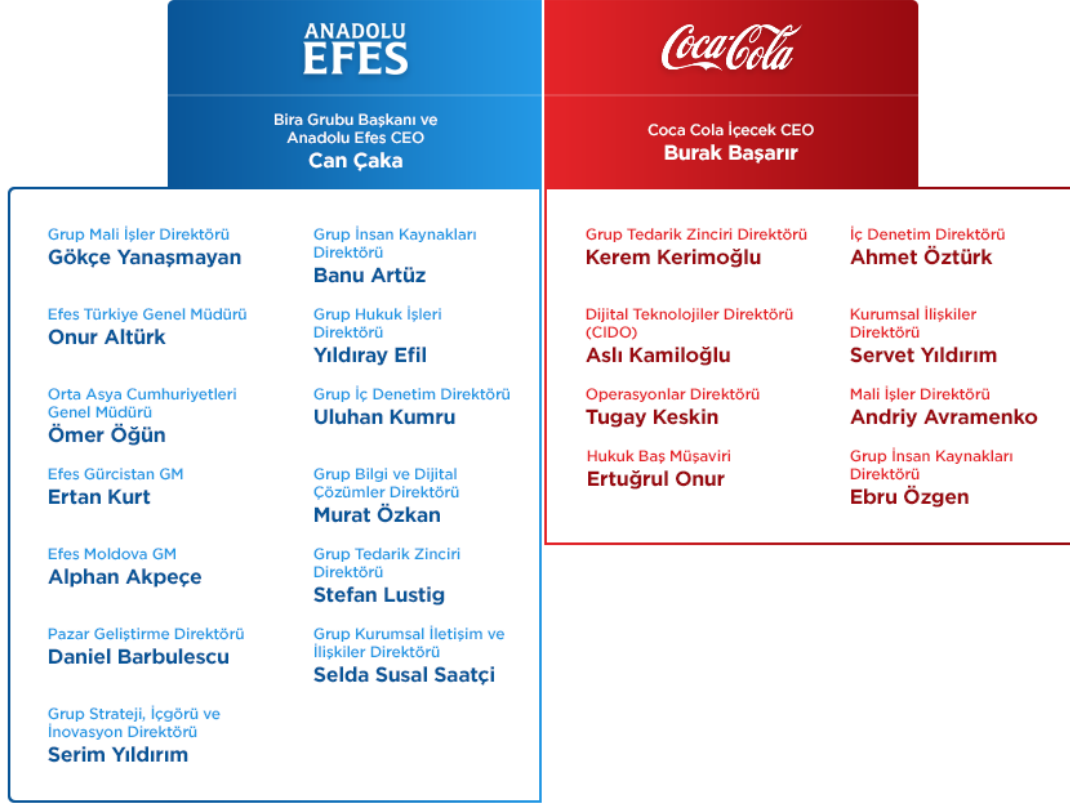 ANADOLU
EFES
Bira Grubu Başkanı ve
Anadolu Efes CEO
Can Çaka
Grup Mali İşler Direktörü
Gökçe Yanaşmayan
Efes Türkiye Genel Müdürü
Onur Altürk
Orta Asya Cumhuriyetleri
Genel Müdürü
Ömer Öğün
Efes Gürcistan GM
Ertan Kurt
Efes Moldova GM
Alphan Akpeçe
Pazar Geliştirme Direktörü
Daniel Barbulescu
Grup Strateji, İçgörü ve
İnovasyon Direktörü
Serim Yıldırım
Grup İnsan Kaynakları
Direktörü
Banu Artüz
Grup Hukuk İşleri
Direktörü
Yıldıray Efil
Grup İç Denetim Direktörü
Uluhan Kumru
Grup Bilgi ve Dijital
Çözümler Direktörü
Murat Özkan
Grup Tedarik Zinciri
Direktörü
Stefan Lustig
Grup Kurumsal İletişim ve
İlişkiler Direktörü
Selda Susal Saatçi
Coca-Cola
Coca Cola İçecek CEO
Burak Başarır
Grup Tedarik Zinciri Direktörü
Kerem Kerimoğlu
Dijital Teknolojiler Direktörü
(CIDO)
Aslı Kamiloğlu
Operasyonlar Direktörü
Tugay Keskin
Hukuk Baş Müşaviri
Ertuğrul Onur
İç Denetim Direktörü
Ahmet Öztürk
Kurumsal İlişkiler
Direktörü
Servet Yıldırım
Mali İşler Direktörü
Andriy Avramenko
Grup İnsan Kaynakları
Direktörü
Ebru Özgen